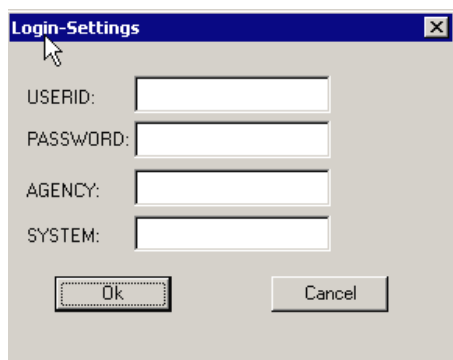 Login-Settings
USERID:
PASSWORD:
AGENCY:
SYSTEM:
Ok Cancel